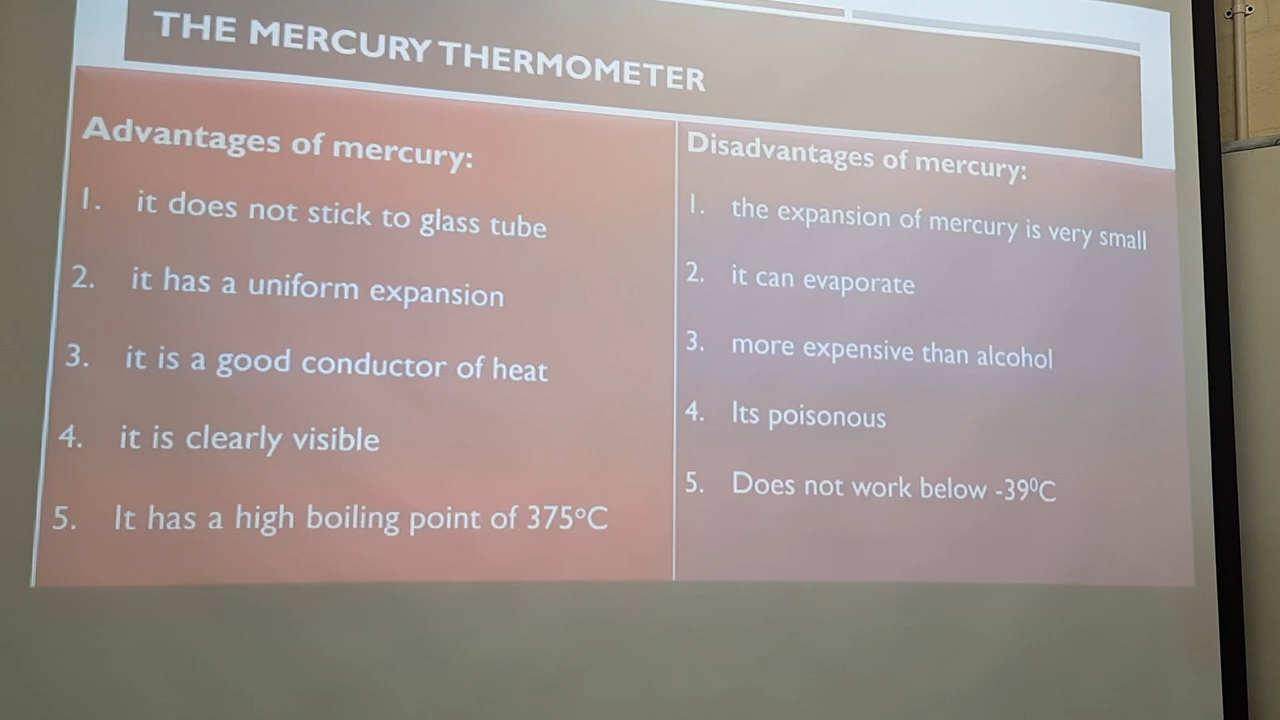 THE MERCURY THERMOMETER
Advantages of mercury:
1. it does not stick to glass tube
2. it has a uniform expansion
3. it is a good conductor of heat
4. it is clearly visible
5. It has a high boiling point of 375°C
Disadvantages of mercury:
1. the expansion of mercury is very small
2. it can evaporate
3. more expensive than alcohol
4. Its poisonous
5. Does not work below -39⁰C